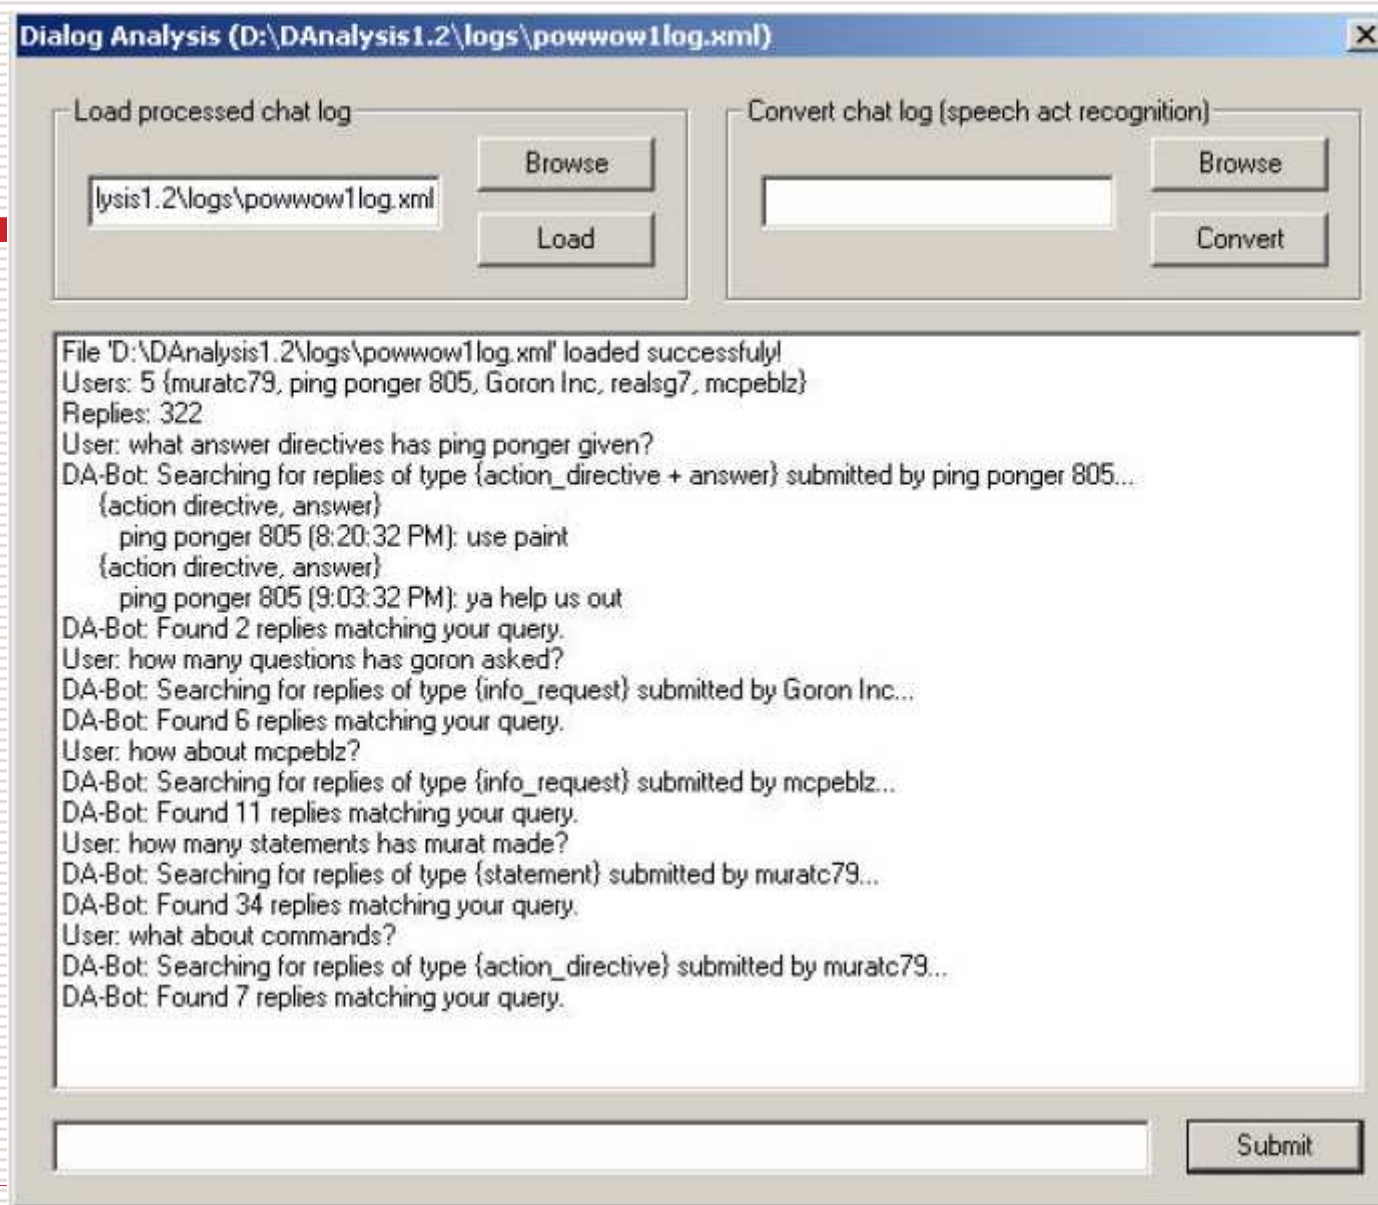 Dialog Analysis (D:\DAnalysis1.2\logs\powwow1log.xml)
Load processed chat log
Browse
lysis1.2\logs\powwow1log.xml
Load
Convert chat log (speech act recognition)
Browse
Convert
File 'D:\DAnalysis1.2\logs\powwow1log.xml' loaded successfuly!
Users: 5 {muratc79, ping ponger 805, Goron Inc, realsg7, mcpeblz}
Replies: 322
User: what answer directives has ping ponger given?
DA-Bot: Searching for replies of type {action_directive + answer} submitted by ping ponger 805...
{action directive, answer}
ping ponger 805 (8:20:32 PM): use paint
{action directive, answer}
ping ponger 805 (9:03:32 PM): ya help us out
DA-Bot: Found 2 replies matching your query.
User: how many questions has goron asked?
DA-Bot: Searching for replies of type {info_request} submitted by Goron Inc...
DA-Bot: Found 6 replies matching your query.
User: how about mcpeblz?
DA-Bot: Searching for replies of type {info_request} submitted by mcpeblz...
DA-Bot: Found 11 replies matching your query.
User: how many statements has murat made?
DA-Bot: Searching for replies of type {statement} submitted by muratc79...
DA-Bot: Found 34 replies matching your query.
User: what about commands?
DA-Bot: Searching for replies of type {action_directive} submitted by muratc79...
DA-Bot: Found 7 replies matching your query.
Submit